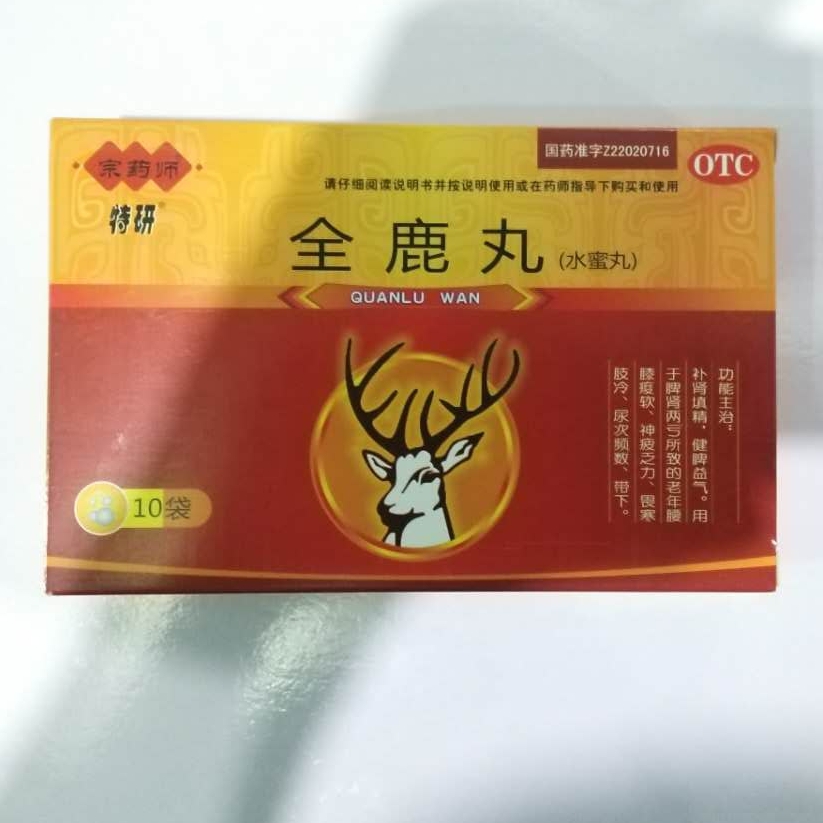 宗药师
特研®
国药准字Z22020716
OTC
请仔细阅读说明书并按说明使用或在药师指导下购买和使用
全鹿丸(水蜜丸)
QUANLU WAN
功能主治：
补肾填精，健脾益气。用
于脾肾两亏所致的老年腰
膝痠软、神疲乏力、畏寒
肢冷、尿次频数、带下。
10袋